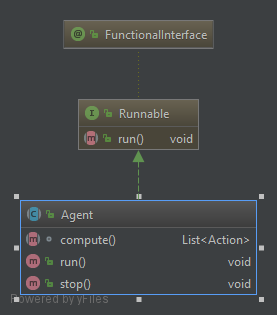 FunctionalInterface
Runnable
run() void
Agent
compute() List<Action>
run() void
stop() void
Powered by yFiles